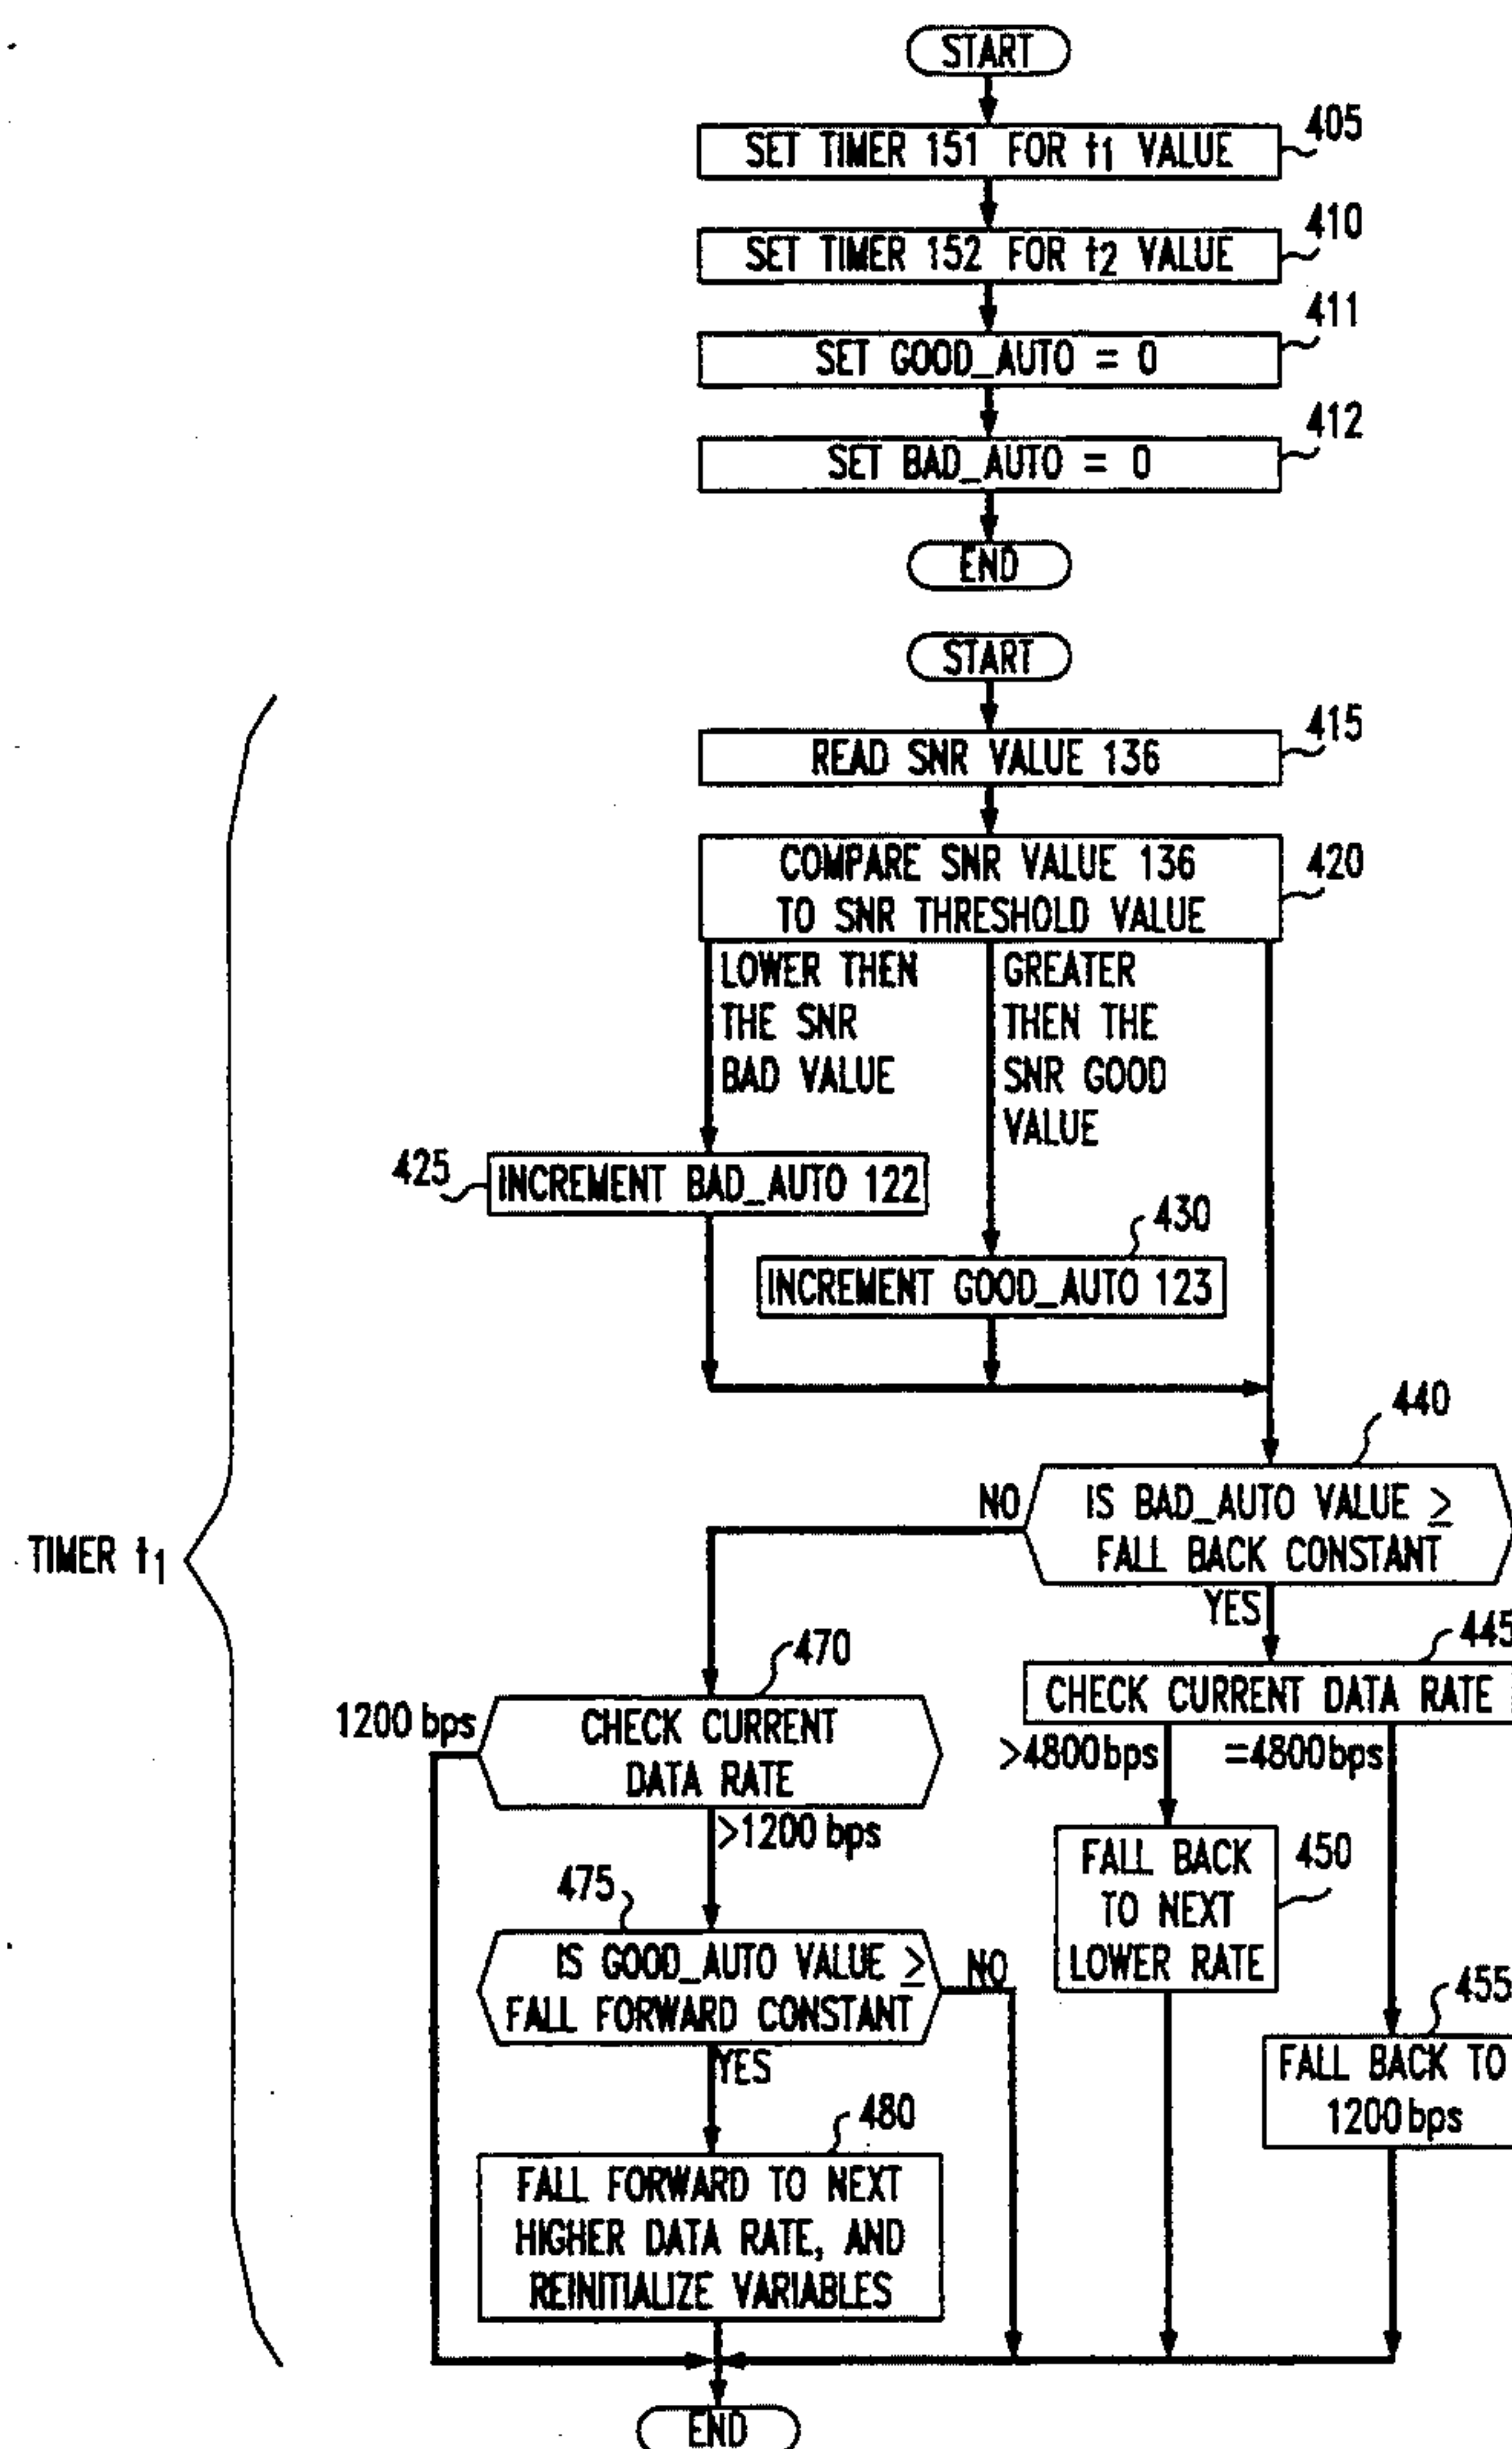 START
SET TIMER 151 FOR t1 VALUE
405
SET TIMER 152 FOR t2 VALUE
410
SET GOOD_AUTO = 0
411
SET BAD_AUTO = 0
412
END
START
READ SNR VALUE 136
415
COMPARE SNR VALUE 136
TO SNR THRESHOLD VALUE
420
LOWER THEN
THE SNR
BAD VALUE
GREATER
THEN THE
SNR GOOD
VALUE
425
INCREMENT BAD_AUTO 122
430
INCREMENT GOOD_AUTO 123
440
NO
IS BAD_AUTO VALUE ≥
FALL BACK CONSTANT
YES
TIMER t1
445
CHECK CURRENT DATA RATE
>4800 bps
=4800 bps
470
1200 bps
CHECK CURRENT
DATA RATE
>1200 bps
450
FALL BACK
TO NEXT
LOWER RATE
475
IS GOOD_AUTO VALUE ≥
FALL FORWARD CONSTANT
NO
YES
455
FALL BACK TO
1200 bps
480
FALL FORWARD TO NEXT
HIGHER DATA RATE, AND
REINITIALIZE VARIABLES
END